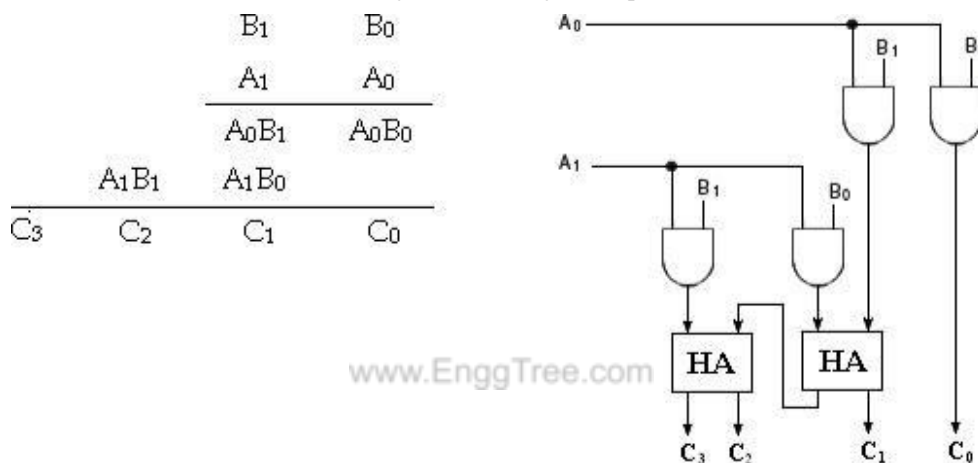 B₁ B₀
A₁ A₀
A₀B₁ A₀B₀
A₁B₁ A₁B₀
C₃ C₂ C₁ C₀
A₀
B₁ B
A₁
B₁ B₀
HA HA
C₃ C₂ C₁ C₀
www.EnggTree.com